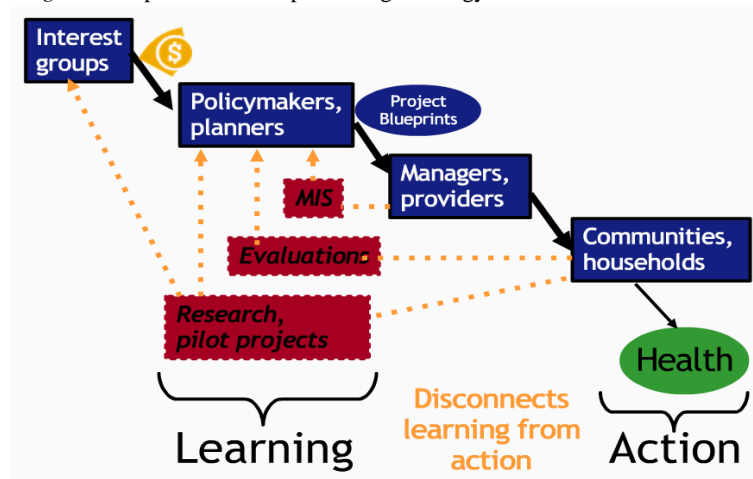 Interest
groups
$
Policymakers,
planners
Project
Blueprints
Managers,
providers
MIS
Communities,
households
Evaluations
Research,
pilot projects
Health
Disconnects
learning from
action
Learning
Action